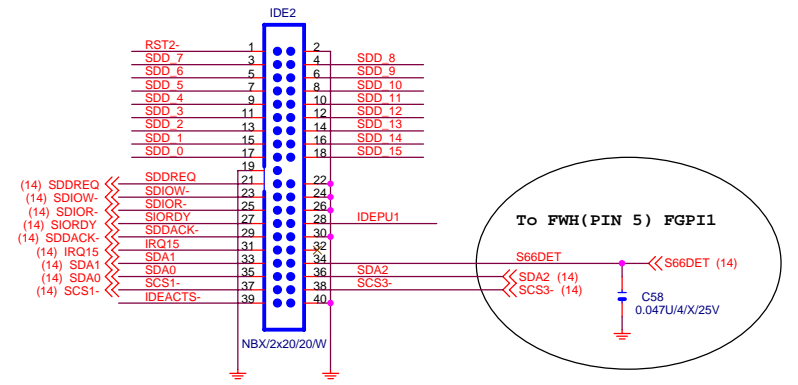 IDE2
RST2- 1 2
SDD_7 3 4 SDD_8
SDD_6 5 6 SDD_9
SDD_5 7 8 SDD_10
SDD_4 9 10 SDD_11
SDD_3 11 12 SDD_12
SDD_2 13 14 SDD_13
SDD_1 15 16 SDD_14
SDD_0 17 18 SDD_15
19
(14) SDDREQ SDDREQ 21 22
(14) SDIOW- SDIOW- 23 24
(14) SDIOR- SDIOR- 25 26
(14) SIORDY SIORDY 27 28 IDEPU1
(14) SDDACK- SDDACK- 29 30
(14) IRQ15 IRQ15 31 32
(14) SDA1 SDA1 33 34 S66DET S66DET (14)
(14) SDA0 SDA0 35 36 SDA2 SDA2 (14)
(14) SCS1- SCS1- 37 38 SCS3- SCS3- (14)
IDEACTS- 39 40
NBX/2x20/20/W
To FWH(PIN 5) FGPI1
C58
0.047U/4/X/25V